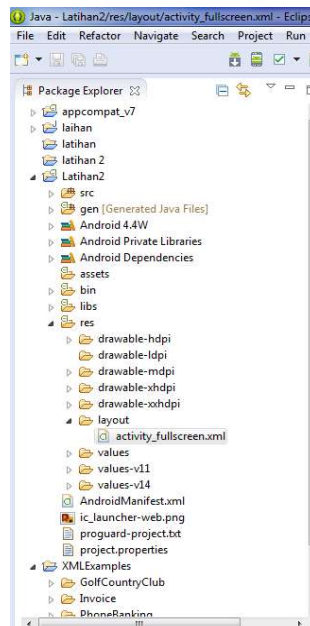 Java - Latihan2/res/layout/activity_fullscreen.xml - Eclips
File Edit Refactor Navigate Search Project Run
Package Explorer
appcompat_v7
laihan
latihan
latihan 2
Latihan2
src
gen [Generated Java Files]
Android 4.4W
Android Private Libraries
Android Dependencies
assets
bin
libs
res
drawable-hdpi
drawable-ldpi
drawable-mdpi
drawable-xhdpi
drawable-xxhdpi
layout
activity_fullscreen.xml
values
values-v11
values-v14
AndroidManifest.xml
ic_launcher-web.png
proguard-project.txt
project.properties
XMLExamples
GolfCountryClub
Invoice
PhoneBanking